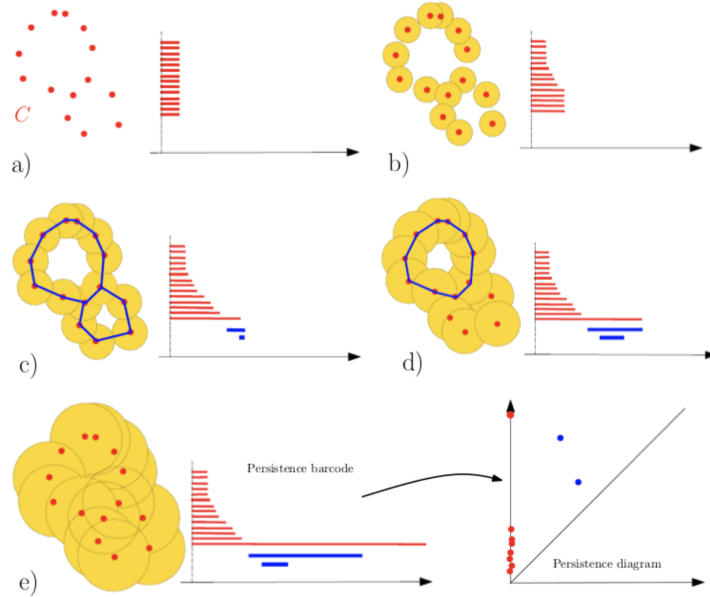 C
a)
b)
c)
d)
Persistence barcode
e)
Persistence diagram